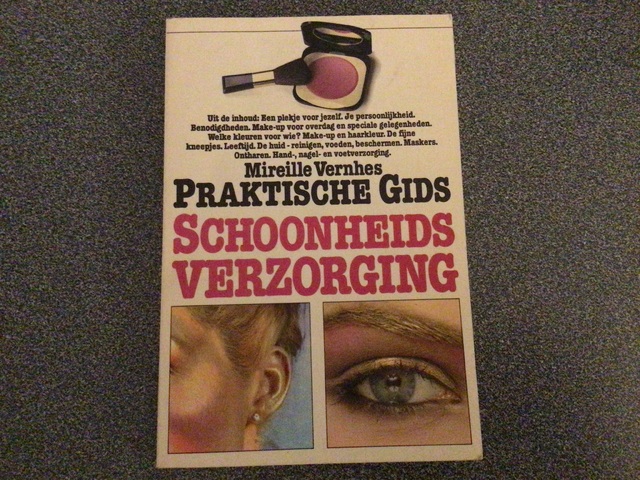 Uit de inhoud: Een plekje voor jezelf. Je persoonlijkheid.
Benodigdheden. Make-up voor overdag en speciale gelegenheden.
Welke kleuren voor wie? Make-up en haarkleur. De fijne
kneepjes. Leeftijd. De huid - reinigen, voeden, beschermen. Maskers.
Ontharen. Hand-, nagel- en voetverzorging.
Mireille Vernhes
PRAKTISCHE GIDS
SCHOONHEIDS
VERZORGING